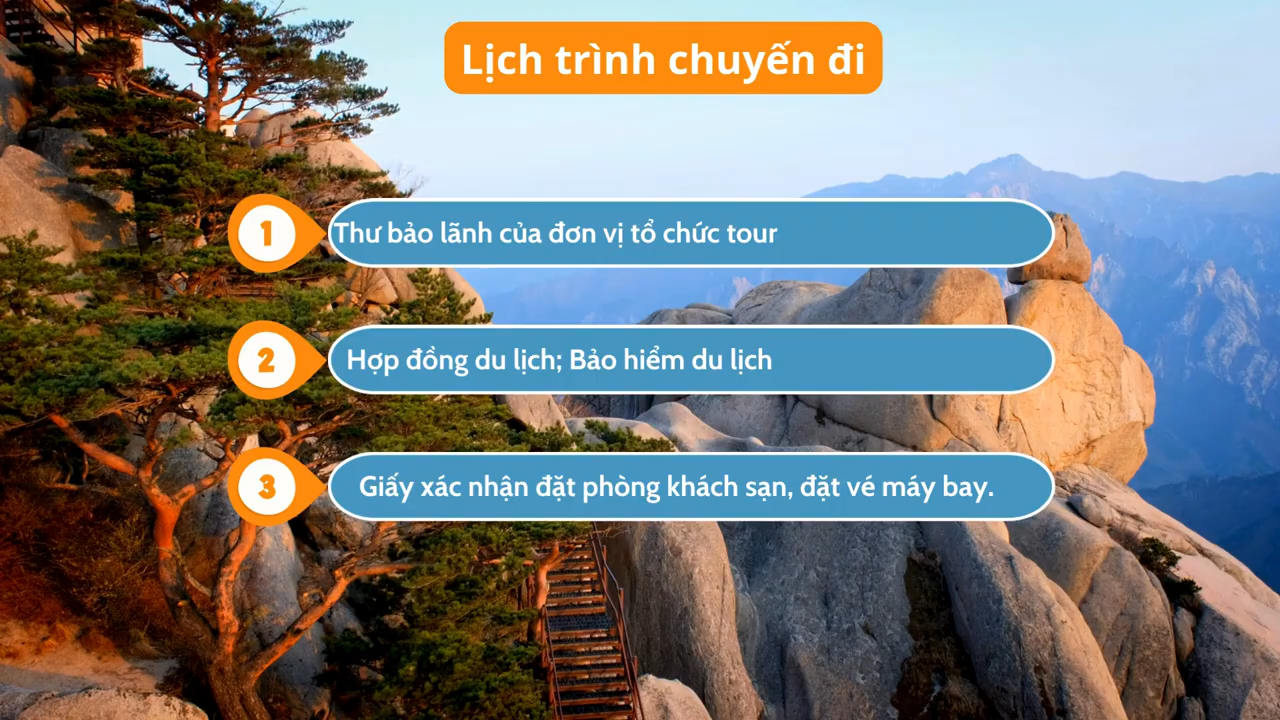 Lịch trình chuyến đi
1 Thư bảo lãnh của đơn vị tổ chức tour
2 Hợp đồng du lịch; Bảo hiểm du lịch
3 Giấy xác nhận đặt phòng khách sạn, đặt vé máy bay.